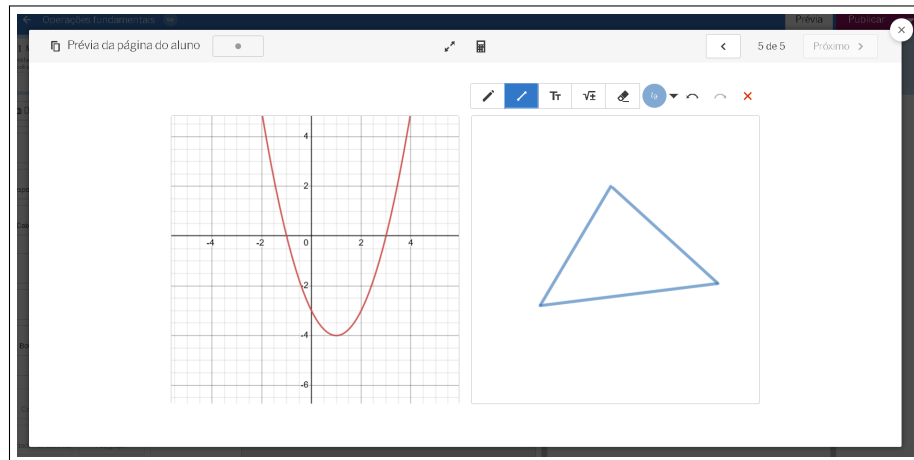 Operações fundamentais
Prévia
Publicar
Prévia da página do aluno
5 de 5
Próximo
Tт
√±
4
2
-4
-2
0
2
4
-2
-4
-6